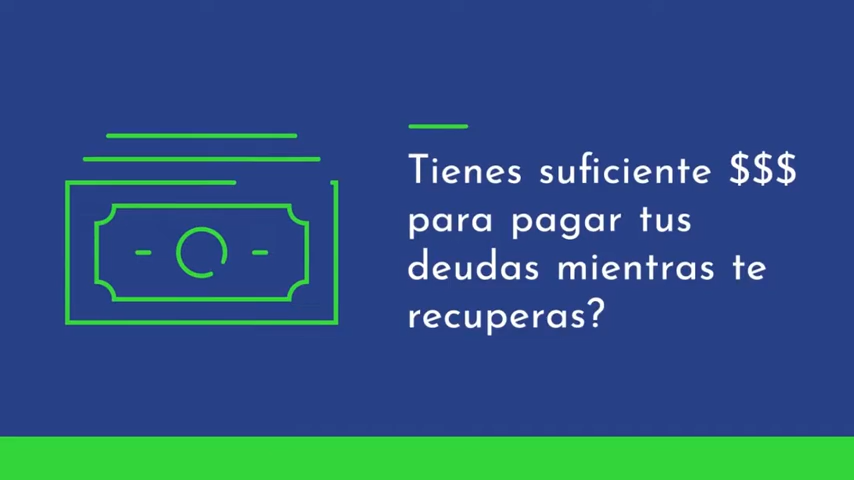 Tienes suficiente $$$
para pagar tus
deudas mientras te
recuperas?